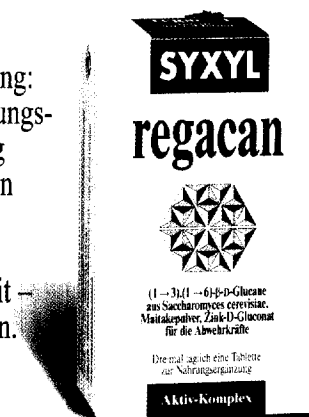 ng:
ungs-
g
n
it –
n.
SYXYL
regacan
(1→3),(1→6)-β-D-Glucane
aus Saccharomyces cerevisiae,
Maitakepulver, Zink-D-Gluconat
für die Abwehrkräfte
Dreimal täglich eine Tablette
zur Nahrungsergänzung
Aktiv-Komplex